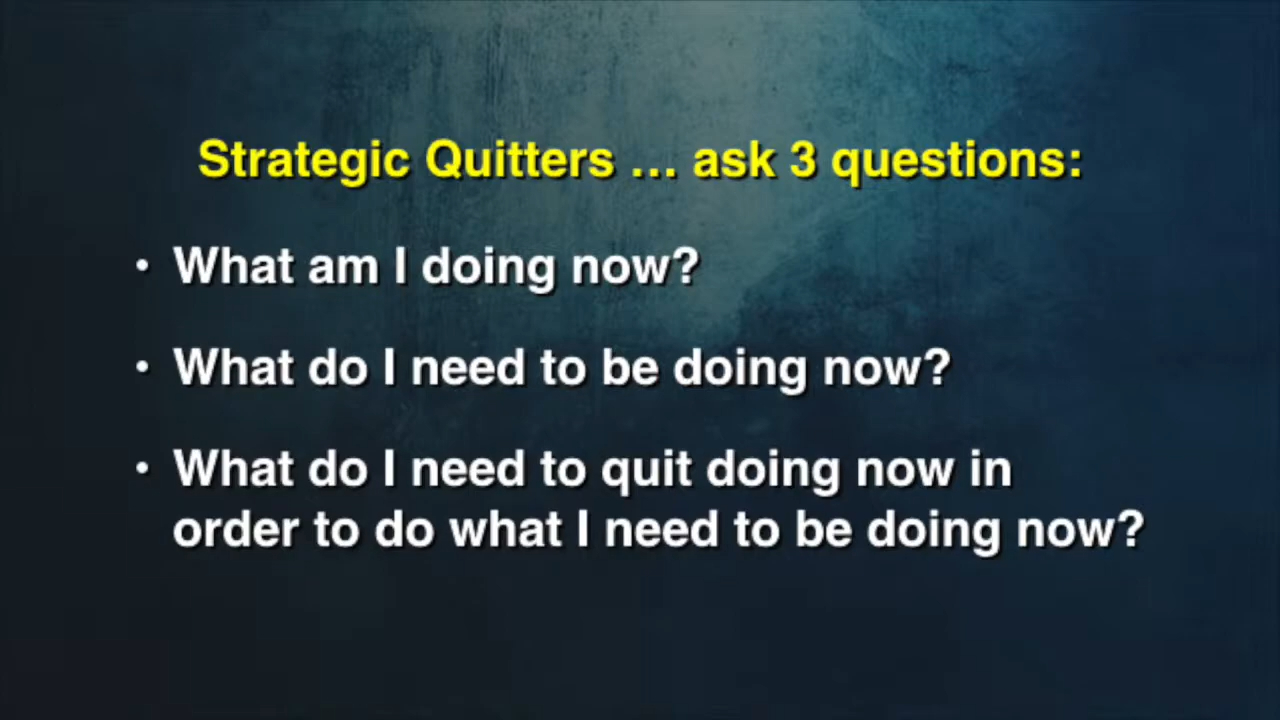 Strategic Quitters … ask 3 questions:
• What am I doing now?
• What do I need to be doing now?
• What do I need to quit doing now in
order to do what I need to be doing now?